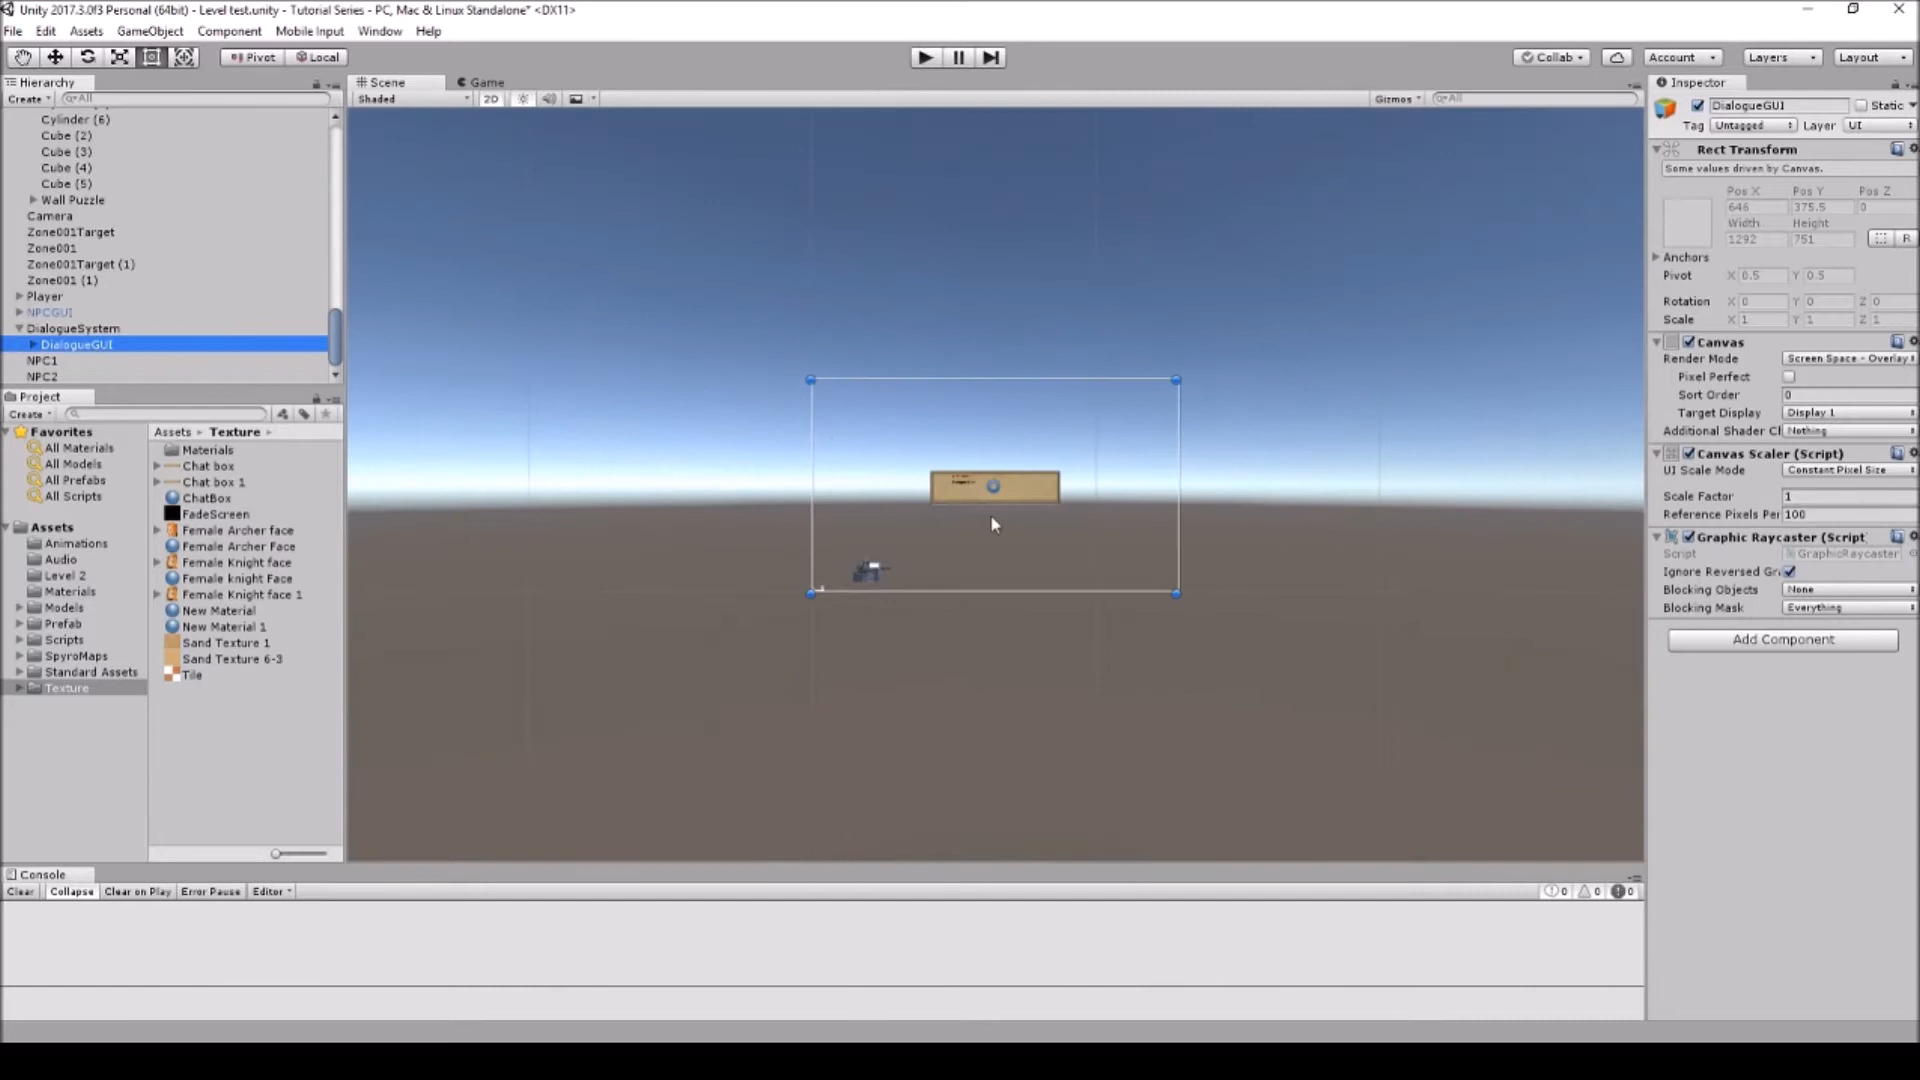 Unity 2017.3.0f3 Personal (64bit) - Level test.unity - Tutorial Series - PC, Mac & Linux Standalone* <DX11>
File Edit Assets GameObject Component Mobile Input Window Help
Pivot Local Collab Account Layers Layout
Hierarchy
Create All
Cylinder (6)
Cube (2)
Cube (3)
Cube (4)
Cube (5)
Wall Puzzle
Camera
Zone001Target
Zone001
Zone001Target (1)
Zone001 (1)
Player
NPCGUI
DialogueSystem
DialogueGUI
NPC1
NPC2
Project
Create
Favorites
All Materials
All Models
All Prefabs
All Scripts
Assets
Animations
Audio
Level 2
Materials
Models
Prefab
Scripts
SpyroMaps
Standard Assets
Texture
Assets Texture
Materials
Chat box
Chat box 1
ChatBox
FadeScreen
Female Archer face
Female Archer Face
Female Knight face
Female knight Face
Female Knight face 1
New Material
New Material 1
Sand Texture 1
Sand Texture 6-3
Tile
Scene Game
Shaded 2D Gizmos All
Inspector
DialogueGUI Static
Tag Untagged Layer UI
Rect Transform
Some values driven by Canvas.
Pos X Pos Y Pos Z
646 375.5 0
Width Height
1292 751
R
Anchors
Pivot X 0.5 Y 0.5
Rotation X 0 Y 0 Z 0
Scale X 1 Y 1 Z 1
Canvas
Render Mode Screen Space - Overlay
Pixel Perfect
Sort Order 0
Target Display Display 1
Additional Shader Cl Nothing
Canvas Scaler (Script)
UI Scale Mode Constant Pixel Size
Scale Factor 1
Reference Pixels Per 100
Graphic Raycaster (Script
Script GraphicRaycaster
Ignore Reversed Gr
Blocking Objects None
Blocking Mask Everything
Add Component
Console
Clear Collapse Clear on Play Error Pause Editor 0 0 0